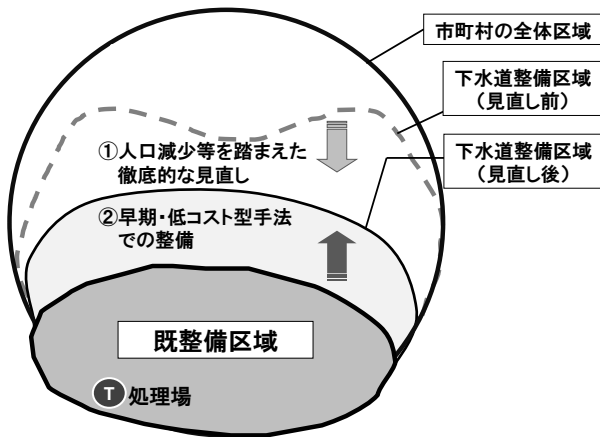 市町村の全体区域
下水道整備区域
（見直し前）
①人口減少等を踏まえた
徹底的な見直し
下水道整備区域
（見直し後）
②早期・低コスト型手法
での整備
既整備区域
T 処理場